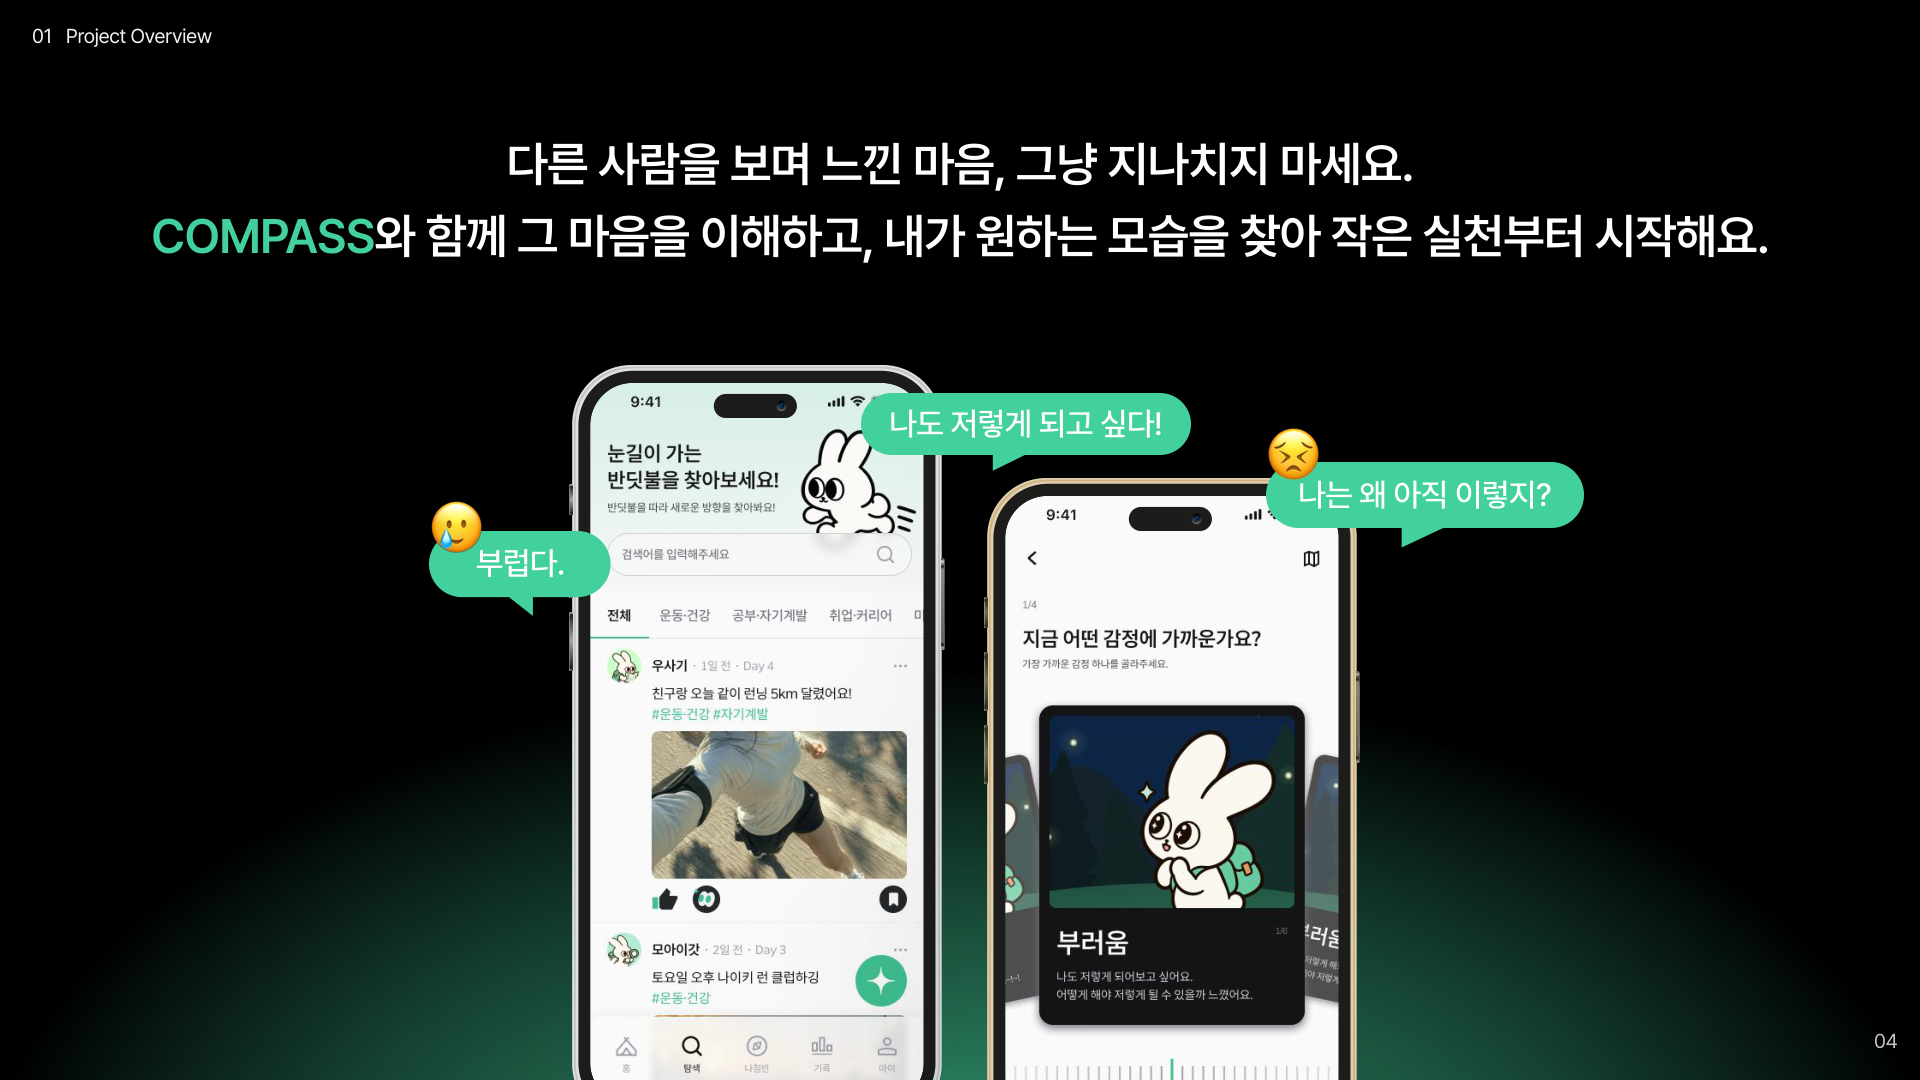 01 Project Overview
다른 사람을 보며 느낀 마음, 그냥 지나치지 마세요.
COMPASS와 함께 그 마음을 이해하고, 내가 원하는 모습을 찾아 작은 실천부터 시작해요.
부럽다.
나도 저렇게 되고 싶다!
나는 왜 아직 이렇지?
9:41
눈길이 가는
반딧불을 찾아보세요!
반딧불을 따라 새로운 방향을 찾아봐요!
검색어를 입력해주세요
전체 운동·건강 공부·자기계발 취업·커리어
우사기 · 1일 전 · Day 4
친구랑 오늘 같이 런닝 5km 달렸어요!
#운동·건강 #자기계발
모아이갓 · 2일 전 · Day 3
토요일 오후 나이키 런 클럽하깅
#운동·건강
홈 탐색 나침반 기록 마이
9:41
1/4
지금 어떤 감정에 가까운가요?
가장 가까운 감정 하나를 골라주세요.
부러움
1/6
나도 저렇게 되어보고 싶어요.
어떻게 해야 저렇게 될 수 있을까 느꼈어요.
04